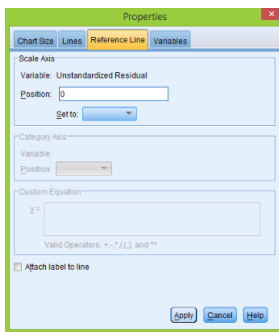 Properties
Chart Size Lines Reference Line Variables
Scale Axis
Variable: Unstandardized Residual
Position: 0
Set to:
Category Axis
Variable:
Position:
Custom Equation
y =
Valid Operators: +,-,*,/,(,), and **
Attach label to line
Apply Cancel Help